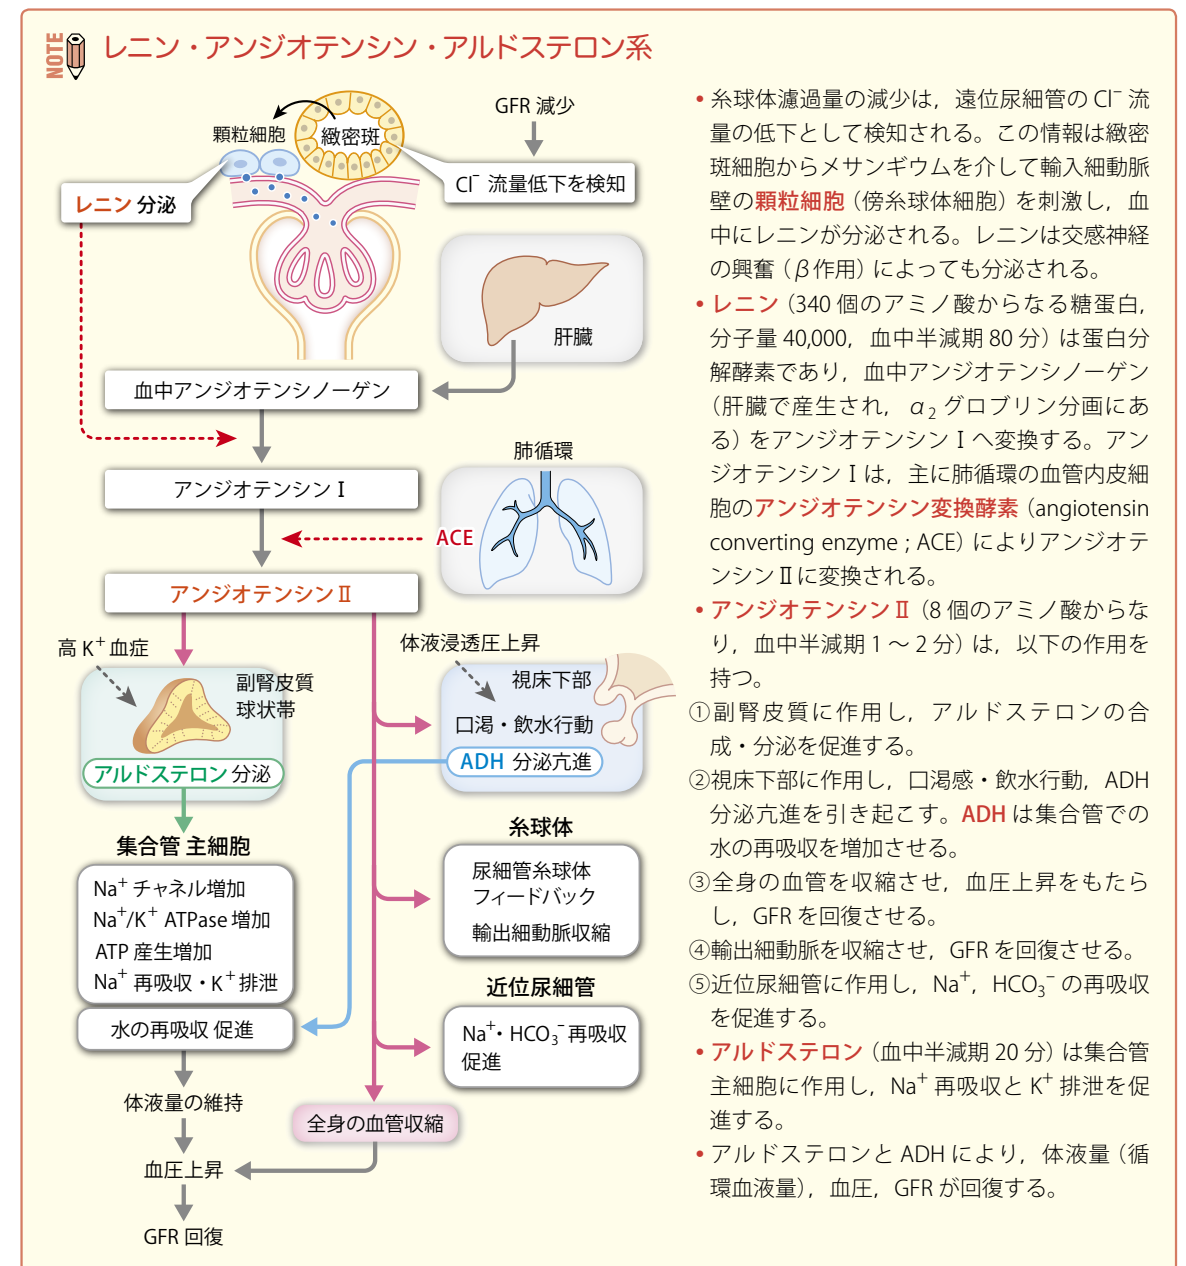 NOTE
レニン・アンジオテンシン・アルドステロン系
GFR 減少
顆粒細胞
緻密斑
Cl⁻ 流量低下を検知
レニン 分泌
肝臓
血中アンジオテンシノーゲン
肺循環
アンジオテンシンⅠ
ACE
アンジオテンシンⅡ
高 K⁺ 血症
体液浸透圧上昇
副腎皮質
球状帯
視床下部
口渇・飲水行動
アルドステロン 分泌
ADH 分泌亢進
集合管 主細胞
糸球体
Na⁺ チャネル増加
Na⁺/K⁺ ATPase 増加
ATP 産生増加
Na⁺ 再吸収・K⁺ 排泄
尿細管糸球体
フィードバック
輸出細動脈収縮
近位尿細管
水の再吸収 促進
Na⁺・HCO₃⁻ 再吸収
促進
体液量の維持
全身の血管収縮
血圧上昇
GFR 回復
• 糸球体濾過量の減少は，遠位尿細管の Cl⁻ 流
量の低下として検知される。この情報は緻密
斑細胞からメサンギウムを介して輸入細動脈
壁の顆粒細胞（傍糸球体細胞）を刺激し，血
中にレニンが分泌される。レニンは交感神経
の興奮（β作用）によっても分泌される。
• レニン（340 個のアミノ酸からなる糖蛋白，
分子量 40,000，血中半減期 80 分）は蛋白分
解酵素であり，血中アンジオテンシノーゲン
（肝臓で産生され，α₂ グロブリン分画にあ
る）をアンジオテンシンⅠへ変換する。アン
ジオテンシンⅠは，主に肺循環の血管内皮細
胞のアンジオテンシン変換酵素（angiotensin
converting enzyme ; ACE）によりアンジオテ
ンシンⅡに変換される。
• アンジオテンシンⅡ（8 個のアミノ酸からな
り，血中半減期 1 〜 2 分）は，以下の作用を
持つ。
①副腎皮質に作用し，アルドステロンの合
成・分泌を促進する。
②視床下部に作用し，口渇感・飲水行動，ADH
分泌亢進を引き起こす。ADH は集合管での
水の再吸収を増加させる。
③全身の血管を収縮させ，血圧上昇をもたら
し，GFR を回復させる。
④輸出細動脈を収縮させ，GFR を回復させる。
⑤近位尿細管に作用し，Na⁺，HCO₃⁻ の再吸収
を促進する。
• アルドステロン（血中半減期 20 分）は集合管
主細胞に作用し，Na⁺ 再吸収と K⁺ 排泄を促
進する。
• アルドステロンと ADH により，体液量（循
環血液量），血圧，GFR が回復する。